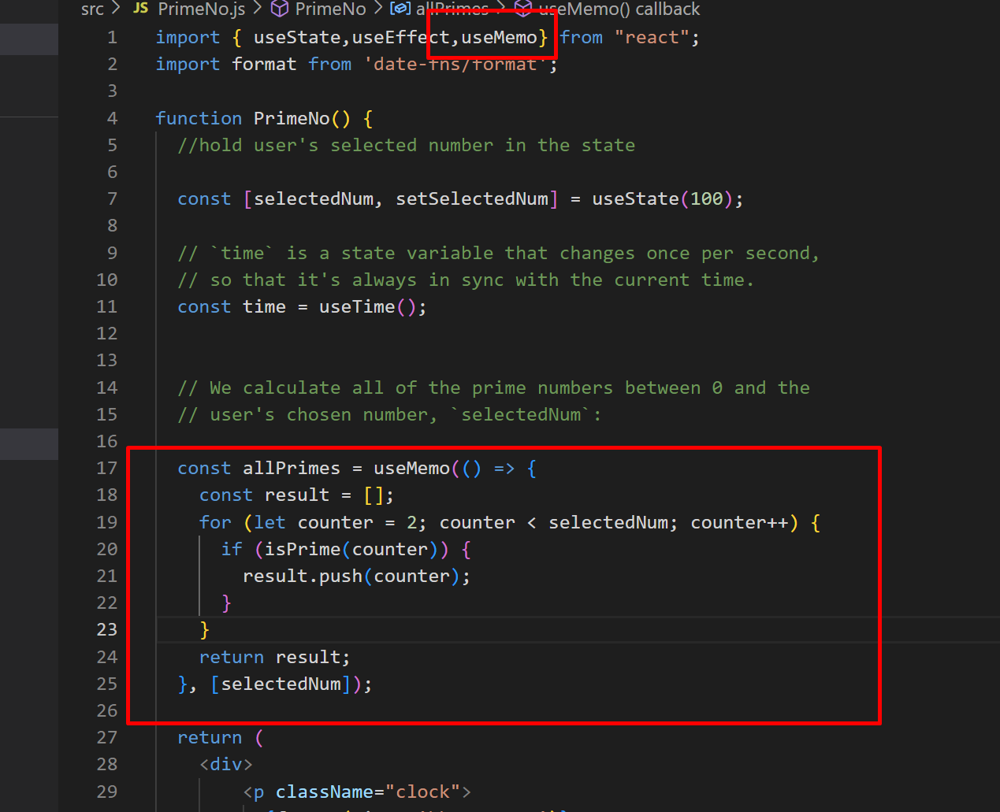 src > JS PrimeNo.js > PrimeNo > allPrimes > useMemo() callback
1 import { useState,useEffect,useMemo} from "react";
2 import format from 'date-fns/format';
3
4 function PrimeNo() {
5 //hold user's selected number in the state
6
7 const [selectedNum, setSelectedNum] = useState(100);
8
9 // `time` is a state variable that changes once per second,
10 // so that it's always in sync with the current time.
11 const time = useTime();
12
13
14 // We calculate all of the prime numbers between 0 and the
15 // user's chosen number, `selectedNum`:
16
17 const allPrimes = useMemo(() => {
18 const result = [];
19 for (let counter = 2; counter < selectedNum; counter++) {
20 if (isPrime(counter)) {
21 result.push(counter);
22 }
23 }
24 return result;
25 }, [selectedNum]);
26
27 return (
28 <div>
29 <p className="clock">